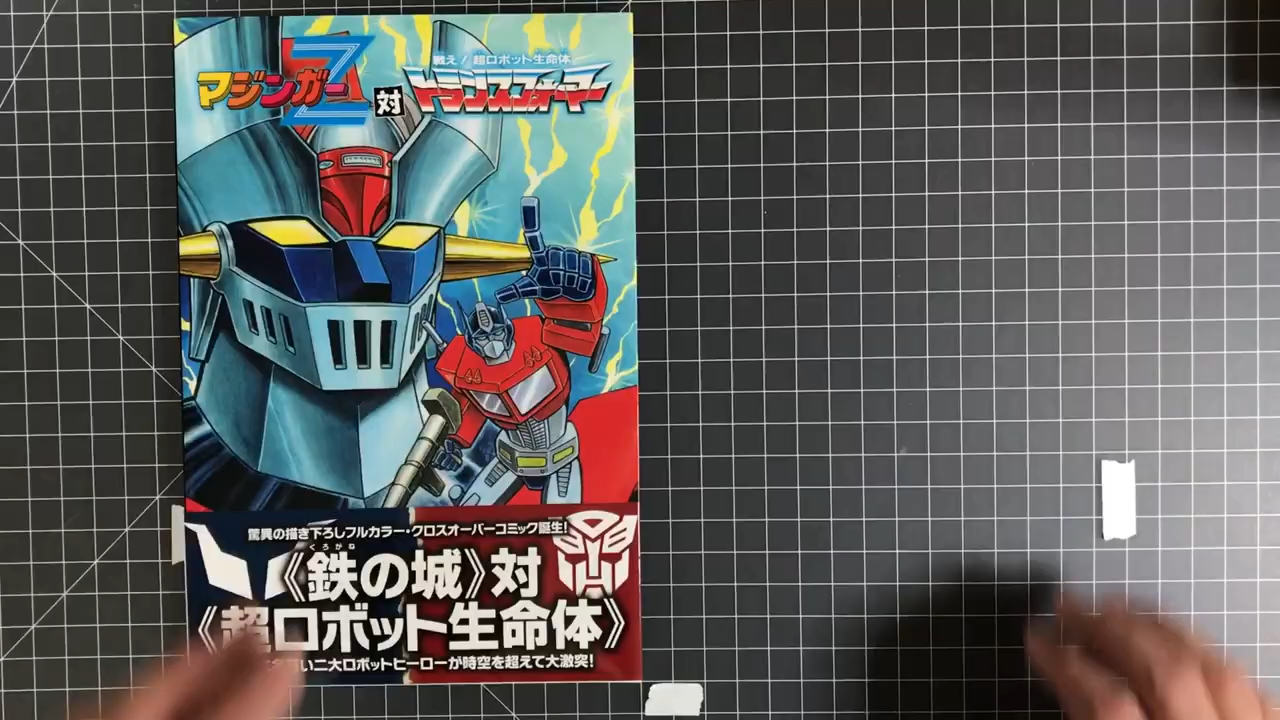 マジンガーZ
対
戦え!超ロボット生命体
トランスフォーマー
驚異の描き下ろしフルカラー・クロスオーバーコミック誕生!
くろがね
《鉄の城》対
《超ロボット生命体》
い二大ロボットヒーローが時空を超えて大激突!